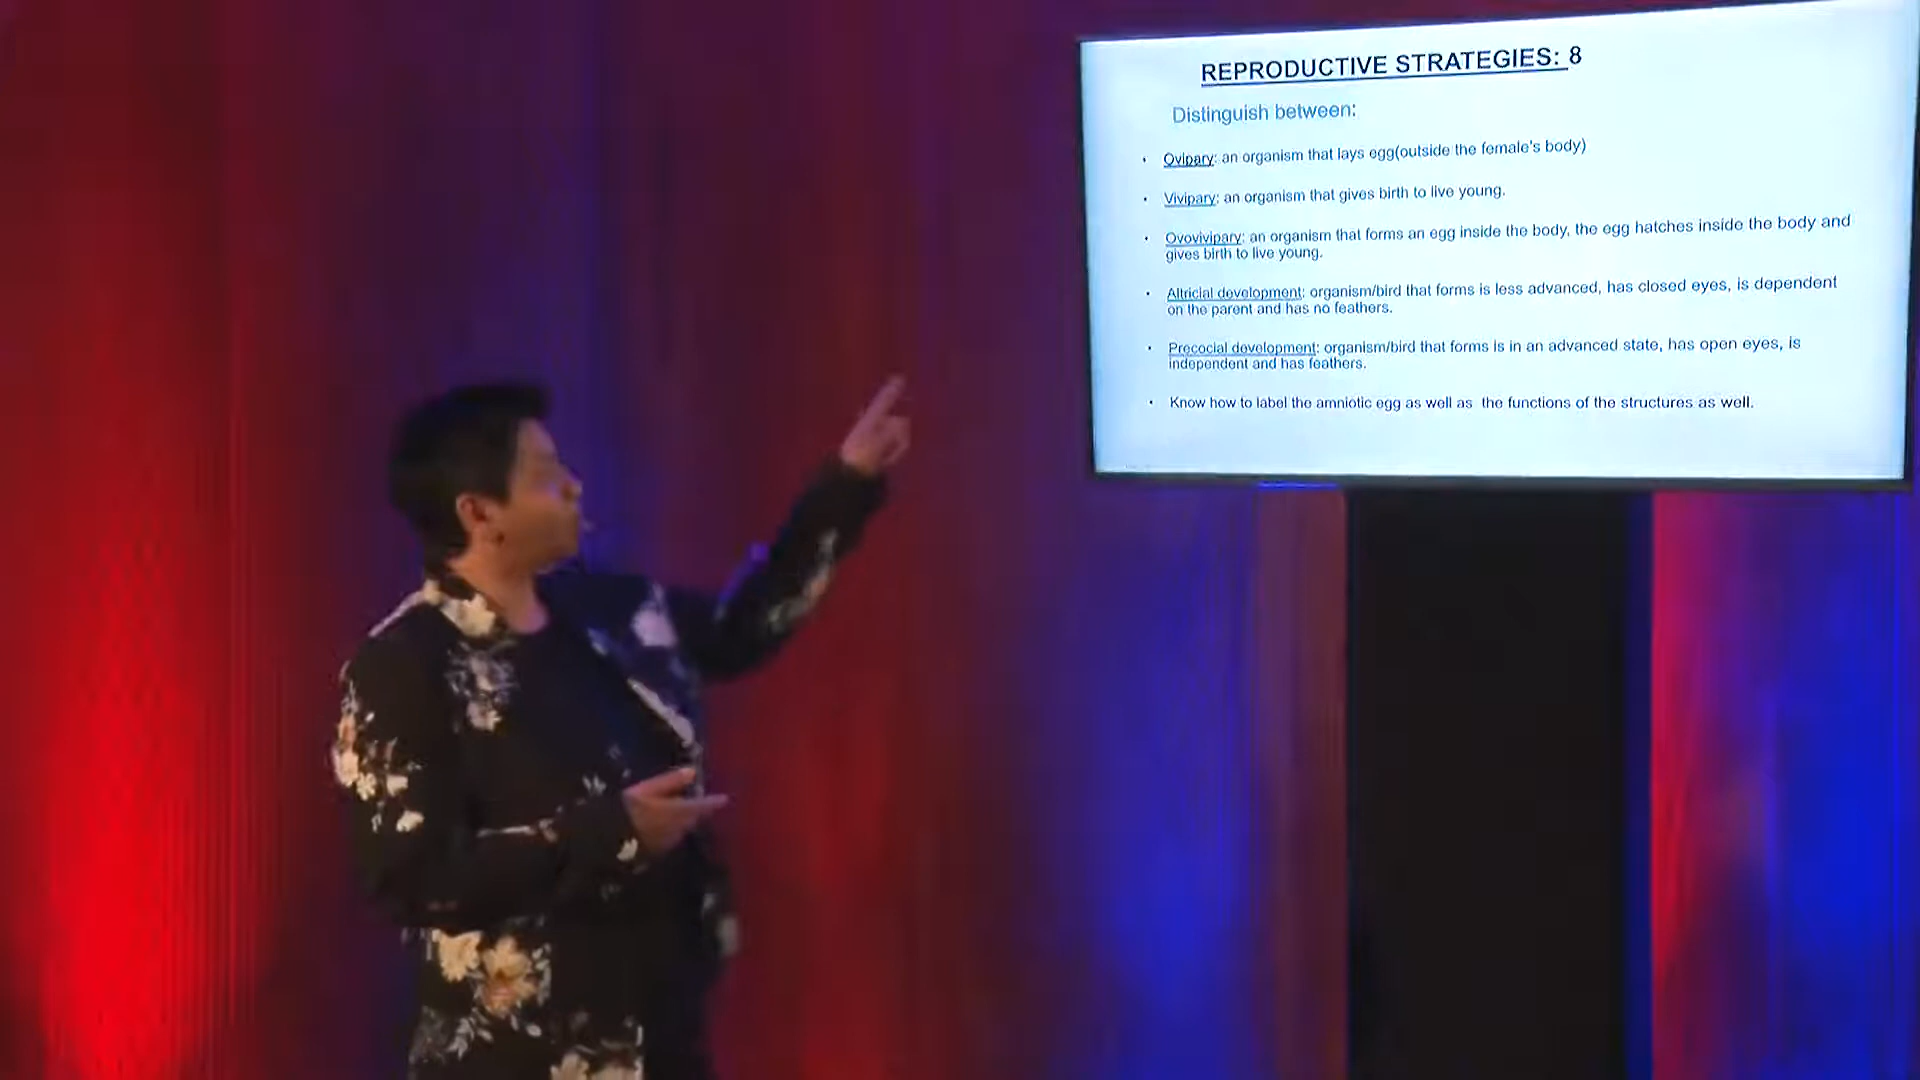 REPRODUCTIVE STRATEGIES: 8
Distinguish between:
• Ovipary: an organism that lays egg(outside the female's body)
• Vivipary: an organism that gives birth to live young.
• Ovovivipary: an organism that forms an egg inside the body, the egg hatches inside the body and
gives birth to live young.
• Altricial development: organism/bird that forms is less advanced, has closed eyes, is dependent
on the parent and has no feathers.
• Precocial development: organism/bird that forms is in an advanced state, has open eyes, is
independent and has feathers.
• Know how to label the amniotic egg as well as the functions of the structures as well.